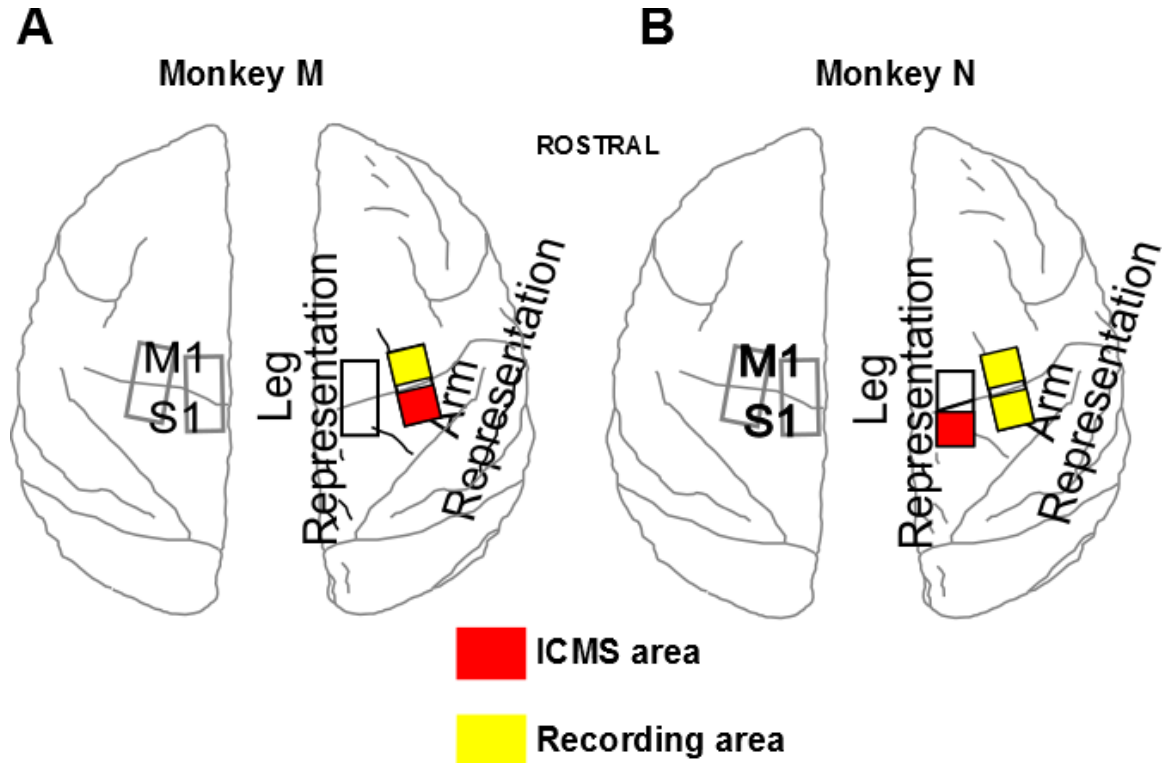 A
B
Monkey M
Monkey N
ROSTRAL
Leg
Representation
M1
S1
Arm
Representation
Leg
Representation
M1
S1
Arm
Representation
ICMS area
Recording area